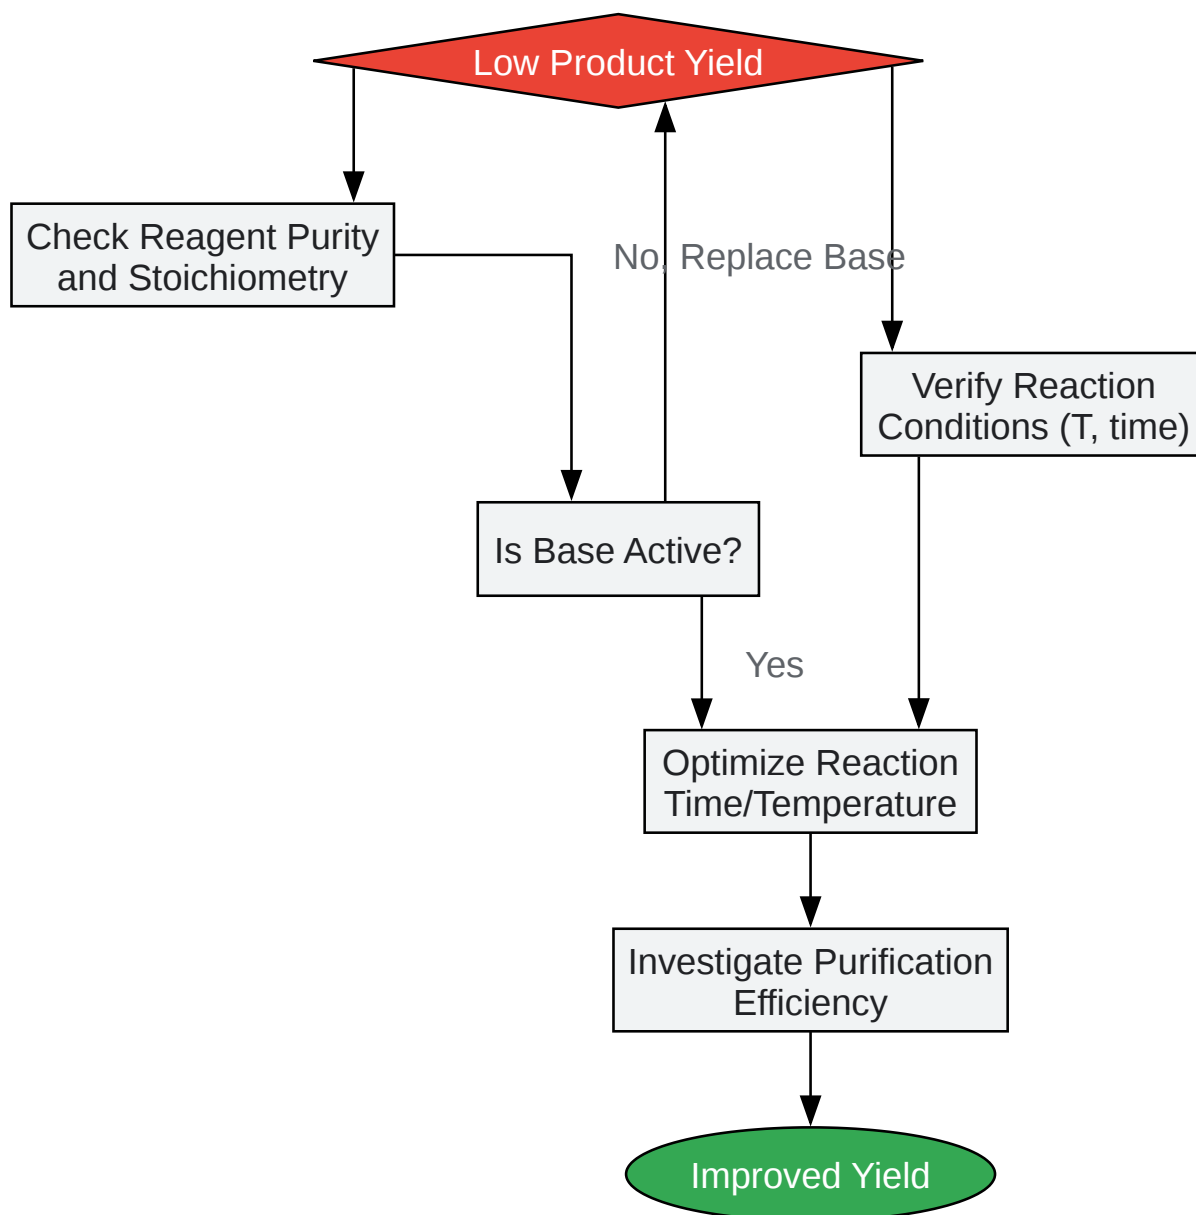 Low Product Yield
Check Reagent Purity
and Stoichiometry
No, Replace Base
Verify Reaction
Conditions (T, time)
Is Base Active?
Yes
Optimize Reaction
Time/Temperature
Investigate Purification
Efficiency
Improved Yield